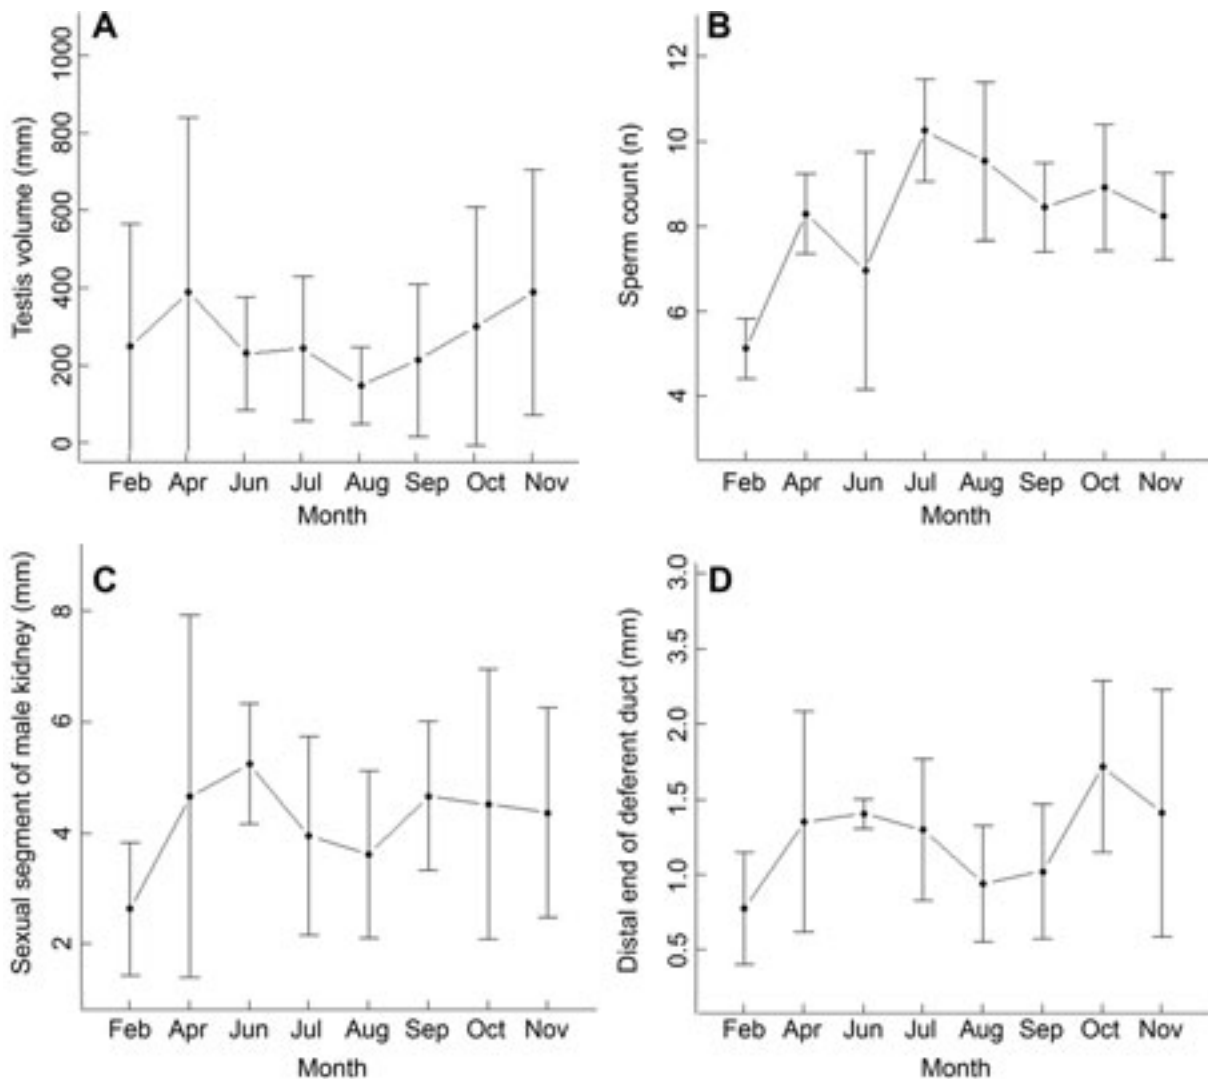 A
Testis volume (mm)
1000
800
600
400
200
0
Feb Apr Jun Jul Aug Sep Oct Nov
Month
B
Sperm count (n)
12
10
8
6
4
Feb Apr Jun Jul Aug Sep Oct Nov
Month
C
Sexual segment of male kidney (mm)
8
6
4
2
Feb Apr Jun Jul Aug Sep Oct Nov
Month
D
Distal end of deferent duct (mm)
3.0
3.5
2.0
1.5
1.0
0.5
Feb Apr Jun Jul Aug Sep Oct Nov
Month